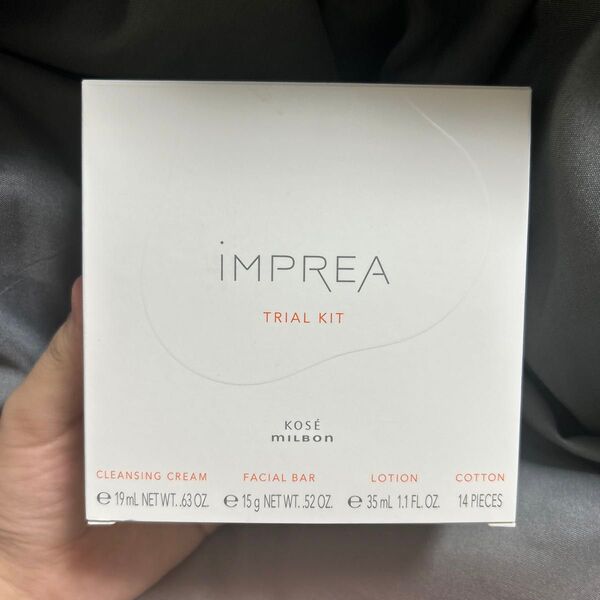 iMPREA
TRIAL KIT
KOSÉ
MILBON
CLEANSING CREAM FACIAL BAR LOTION COTTON
℮ 19 mL NET WT. .63 OZ. ℮ 15 g NET WT. .52 OZ. ℮ 35 mL 1.1 FL. OZ. 14 PIECES